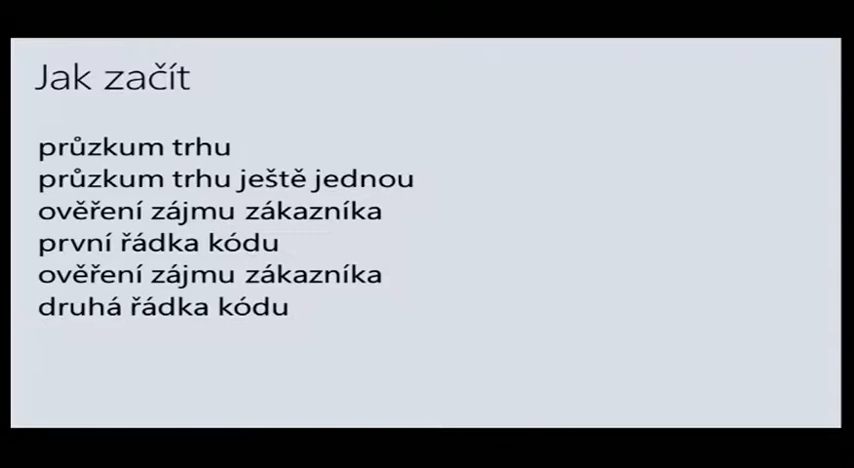 Jak začít
průzkum trhu
průzkum trhu ještě jednou
ověření zájmu zákazníka
první řádka kódu
ověření zájmu zákazníka
druhá řádka kódu